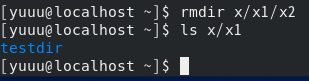 [yuuu@localhost ~]$ rmdir x/x1/x2
[yuuu@localhost ~]$ ls x/x1
testdir
[yuuu@localhost ~]$